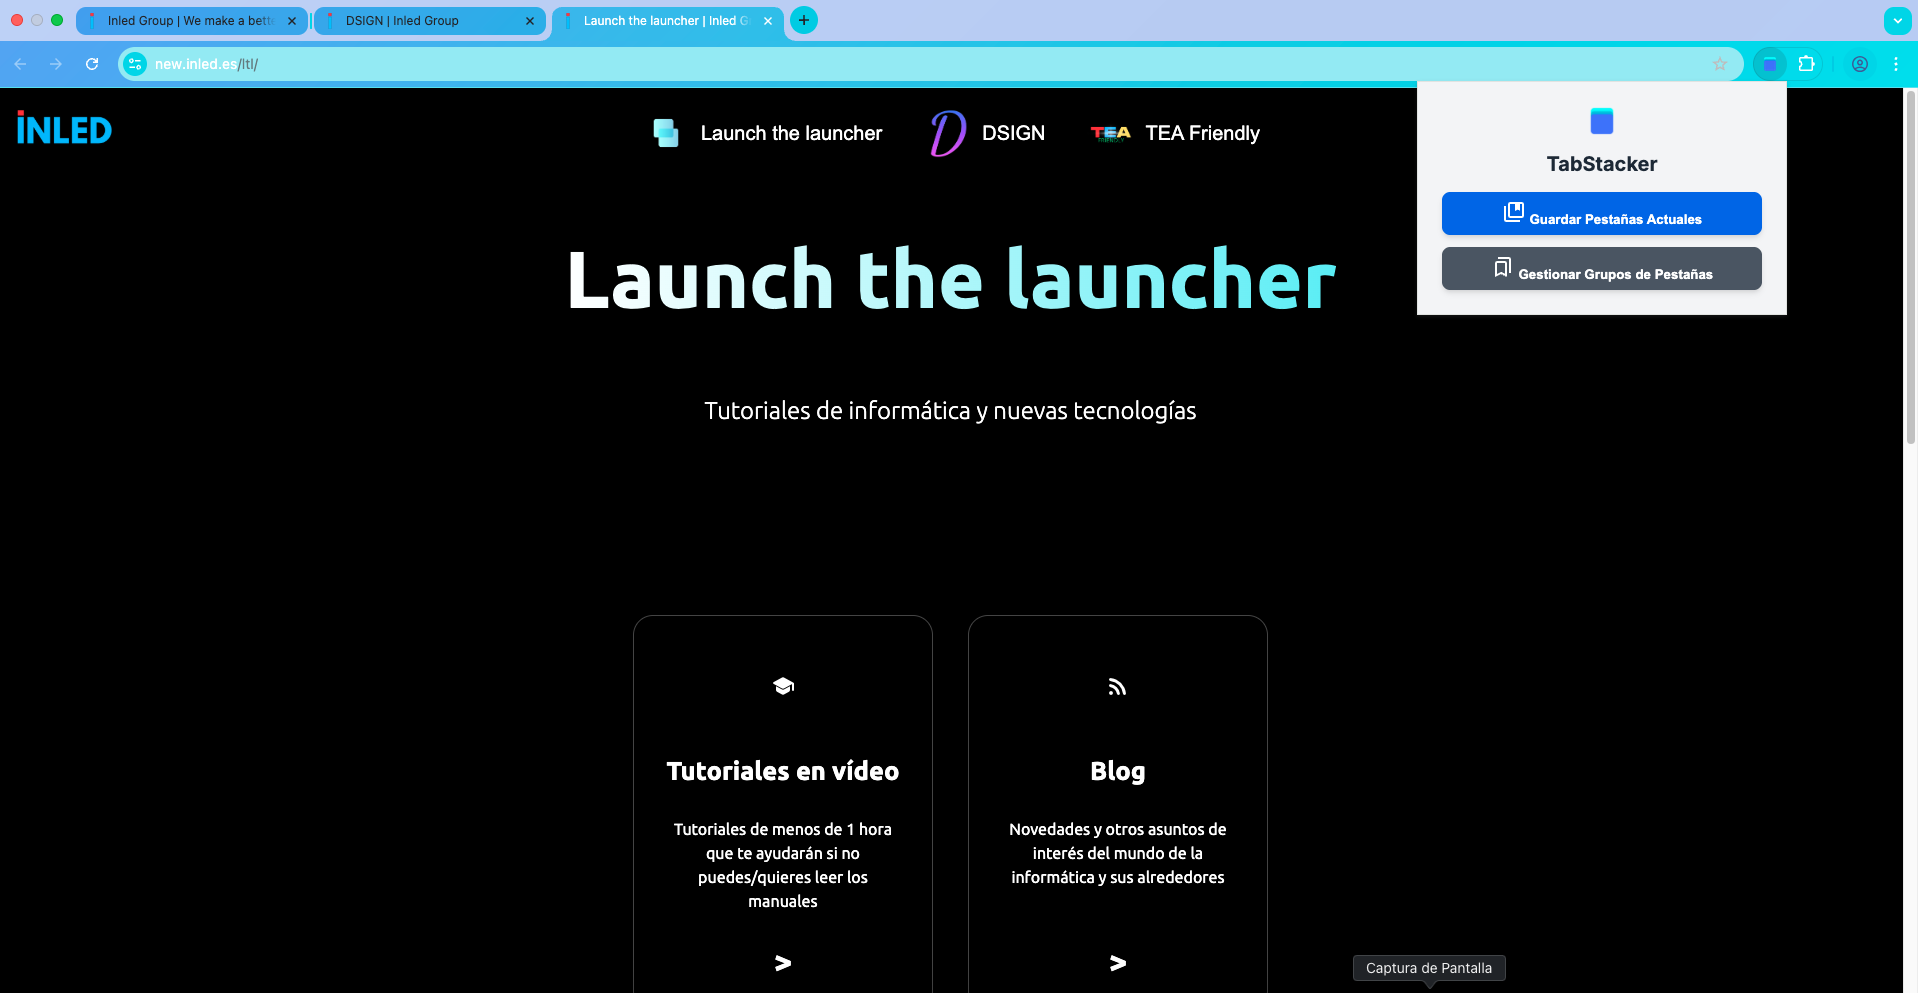 Inled Group | We make a bette
DSIGN | Inled Group
Launch the launcher | Inled G
new.inled.es/ltl/
INLED
Launch the launcher
DSIGN
TEA FRIENDLY
TEA Friendly
TabStacker
Guardar Pestañas Actuales
Gestionar Grupos de Pestañas
Launch the launcher
Tutoriales de informática y nuevas tecnologías
Tutoriales en vídeo
Tutoriales de menos de 1 hora
que te ayudarán si no
puedes/quieres leer los
manuales
>
Blog
Novedades y otros asuntos de
interés del mundo de la
informática y sus alrededores
>
Captura de Pantalla